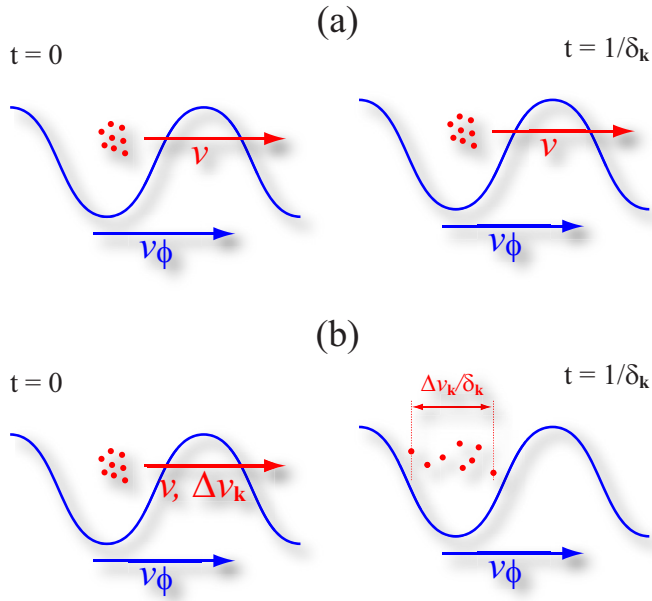 (a)
t = 0
t = 1/δₖ
v
v
vϕ
vϕ
(b)
t = 0
t = 1/δₖ
Δvₖ/δₖ
v, Δvₖ
vϕ
vϕ